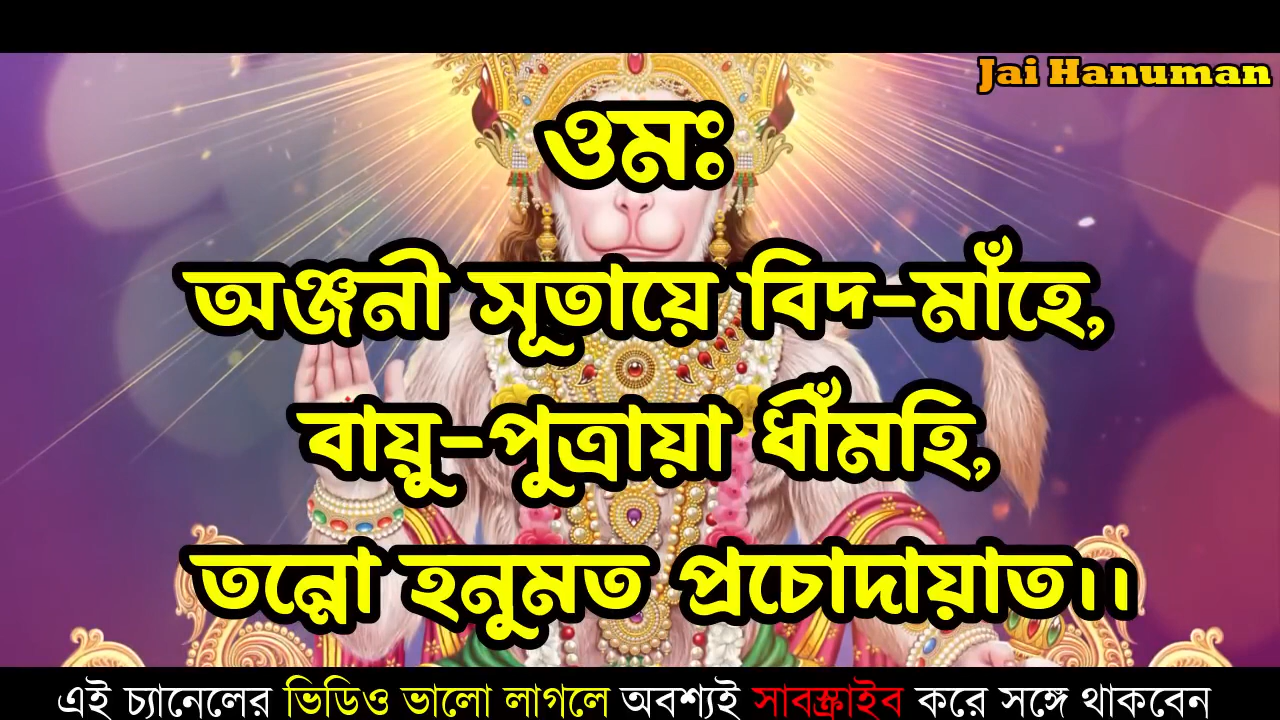 Jai Hanuman
ওমঃ
অঞ্জনী সূতায়ে বিদ-মাঁহে,
বায়ু-পুত্রায়া ধীঁমহি,
তন্নো হনুমত প্রচোদায়াত।।
এই চ্যানেলের ভিডিও ভালো লাগলে অবশ্যই সাবস্ক্রাইব করে সঙ্গে থাকবেন